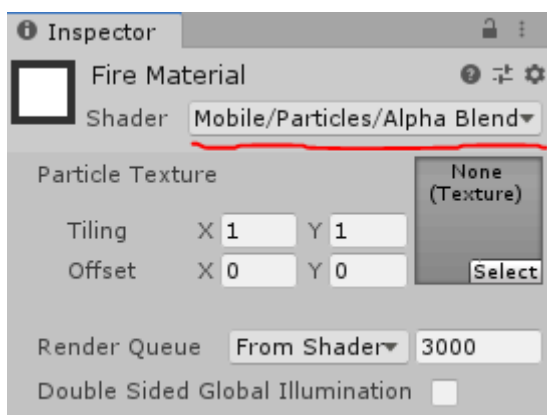 Inspector
Fire Material
Shader Mobile/Particles/Alpha Blend
Particle Texture
None
(Texture)
Tiling X 1 Y 1
Offset X 0 Y 0
Select
Render Queue From Shader 3000
Double Sided Global Illumination